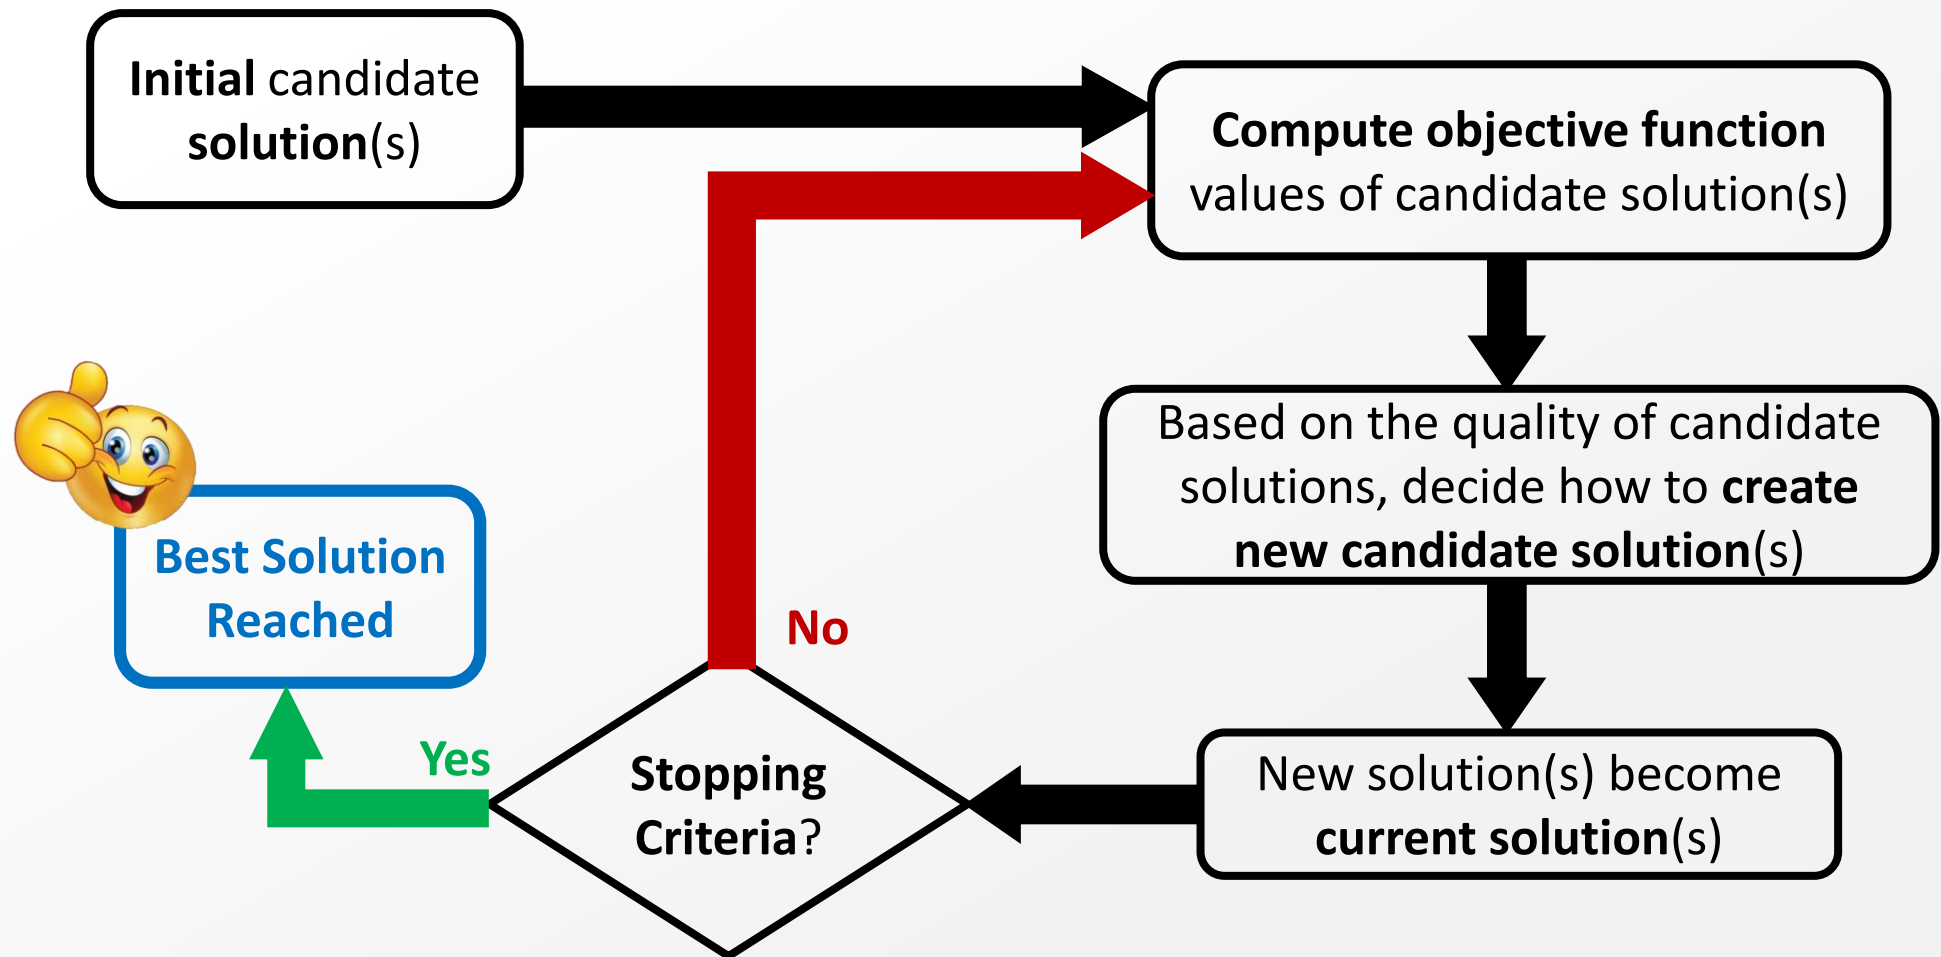 Initial candidate
solution(s)
Compute objective function
values of candidate solution(s)
Based on the quality of candidate
solutions, decide how to create
new candidate solution(s)
New solution(s) become
current solution(s)
Stopping
Criteria?
No
Yes
Best Solution
Reached